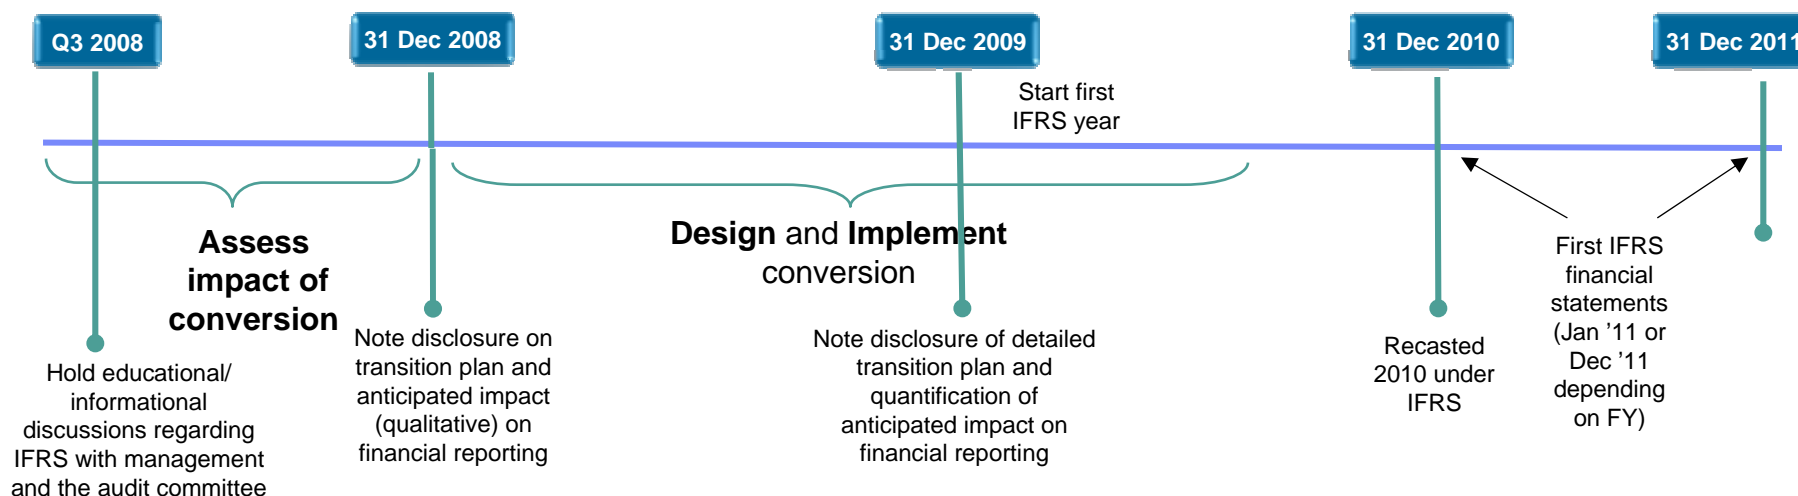 Q3 2008
31 Dec 2008
31 Dec 2009
31 Dec 2010
31 Dec 2011
Start first
IFRS year
Assess
impact of
conversion
Design and Implement
conversion
Hold educational/
informational
discussions regarding
IFRS with management
and the audit committee
Note disclosure on
transition plan and
anticipated impact
(qualitative) on
financial reporting
Note disclosure of detailed
transition plan and
quantification of
anticipated impact on
financial reporting
Recasted
2010 under
IFRS
First IFRS
financial
statements
(Jan ’11 or
Dec ’11
depending
on FY)